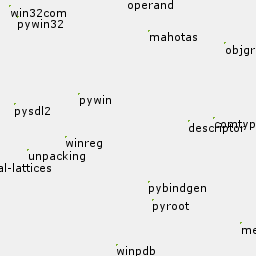 operand
win32com
pywin32
mahotas
objgr
pywin
pysdl2
comtyp
descriptor
winreg
unpacking
al-lattices
pybindgen
pyroot
me
winpdb